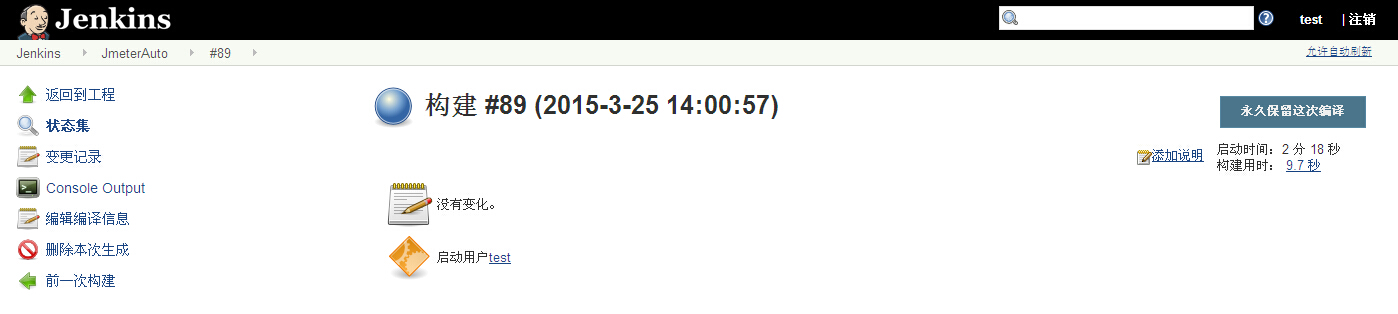 Jenkins
test | 注销
Jenkins JmeterAuto #89
允许自动刷新
返回到工程
状态集
变更记录
Console Output
编辑编译信息
删除本次生成
前一次构建
构建 #89 (2015-3-25 14:00:57)
永久保留这次编译
添加说明
启动时间：2 分 18 秒
构建用时： 9.7 秒
没有变化。
启动用户test